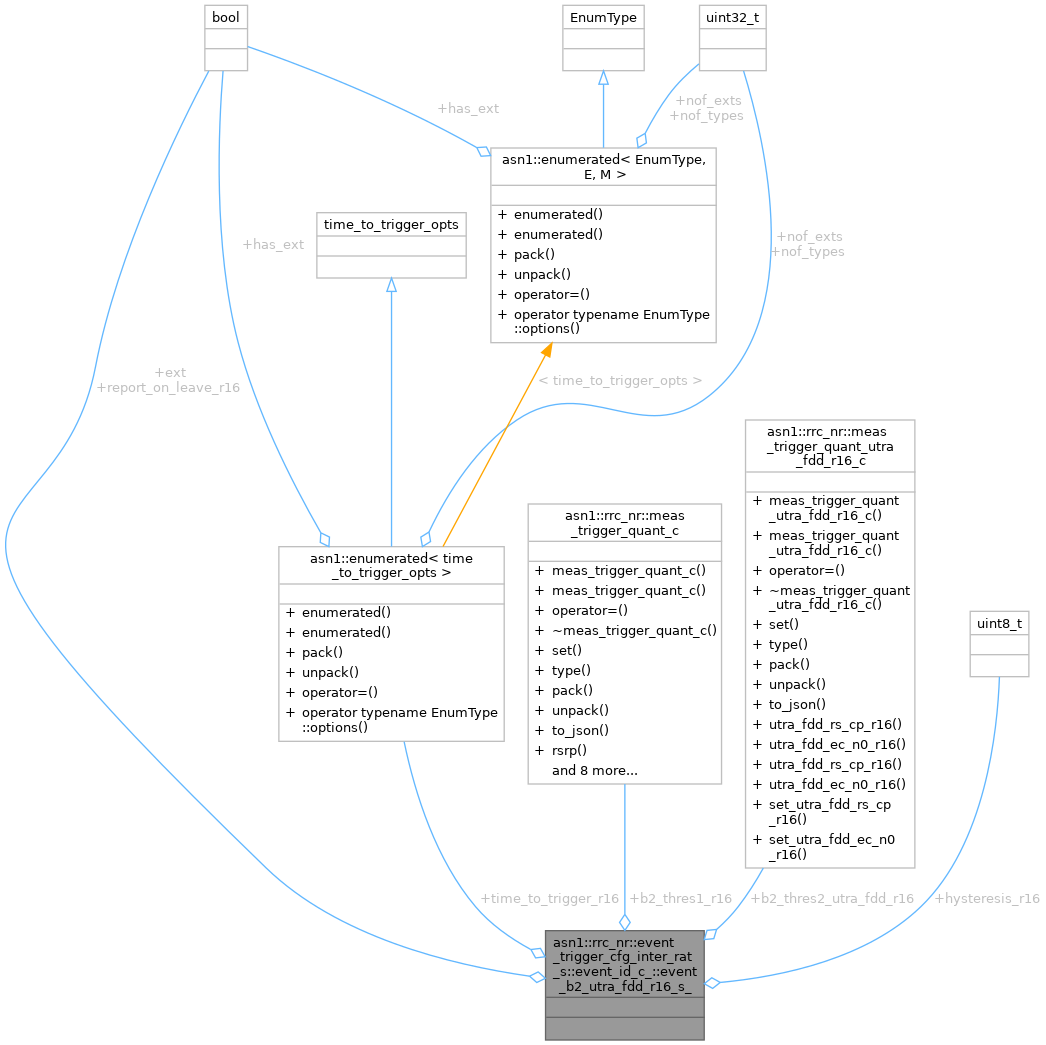 bool
EnumType
uint32_t
+has_ext
+nof_exts
+nof_types
asn1::enumerated< EnumType,
E, M >
+ enumerated()
+ enumerated()
+ pack()
+ unpack()
+ operator=()
+ operator typename EnumType
::options()
time_to_trigger_opts
+has_ext
+nof_exts
+nof_types
+ext
+report_on_leave_r16
< time_to_trigger_opts >
asn1::enumerated< time
_to_trigger_opts >
+ enumerated()
+ enumerated()
+ pack()
+ unpack()
+ operator=()
+ operator typename EnumType
::options()
asn1::rrc_nr::meas
_trigger_quant_c
+ meas_trigger_quant_c()
+ meas_trigger_quant_c()
+ operator=()
+ ~meas_trigger_quant_c()
+ set()
+ type()
+ pack()
+ unpack()
+ to_json()
+ rsrp()
and 8 more...
asn1::rrc_nr::meas
_trigger_quant_utra
_fdd_r16_c
+ meas_trigger_quant
_utra_fdd_r16_c()
+ meas_trigger_quant
_utra_fdd_r16_c()
+ operator=()
+ ~meas_trigger_quant
_utra_fdd_r16_c()
+ set()
+ type()
+ pack()
+ unpack()
+ to_json()
+ utra_fdd_rs_cp_r16()
+ utra_fdd_ec_n0_r16()
+ utra_fdd_rs_cp_r16()
+ utra_fdd_ec_n0_r16()
+ set_utra_fdd_rs_cp
_r16()
+ set_utra_fdd_ec_n0
_r16()
uint8_t
+time_to_trigger_r16
+b2_thres1_r16
+b2_thres2_utra_fdd_r16
+hysteresis_r16
asn1::rrc_nr::event
_trigger_cfg_inter_rat
_s::event_id_c_::event
_b2_utra_fdd_r16_s_